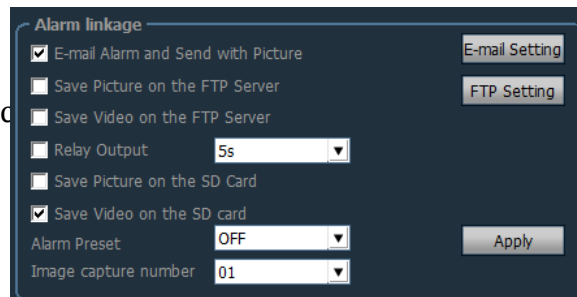 Alarm linkage
E-mail Alarm and Send with Picture E-mail Setting
Save Picture on the FTP Server FTP Setting
Save Video on the FTP Server
Relay Output 5s
Save Picture on the SD Card
Save Video on the SD card
Alarm Preset OFF Apply
Image capture number 01